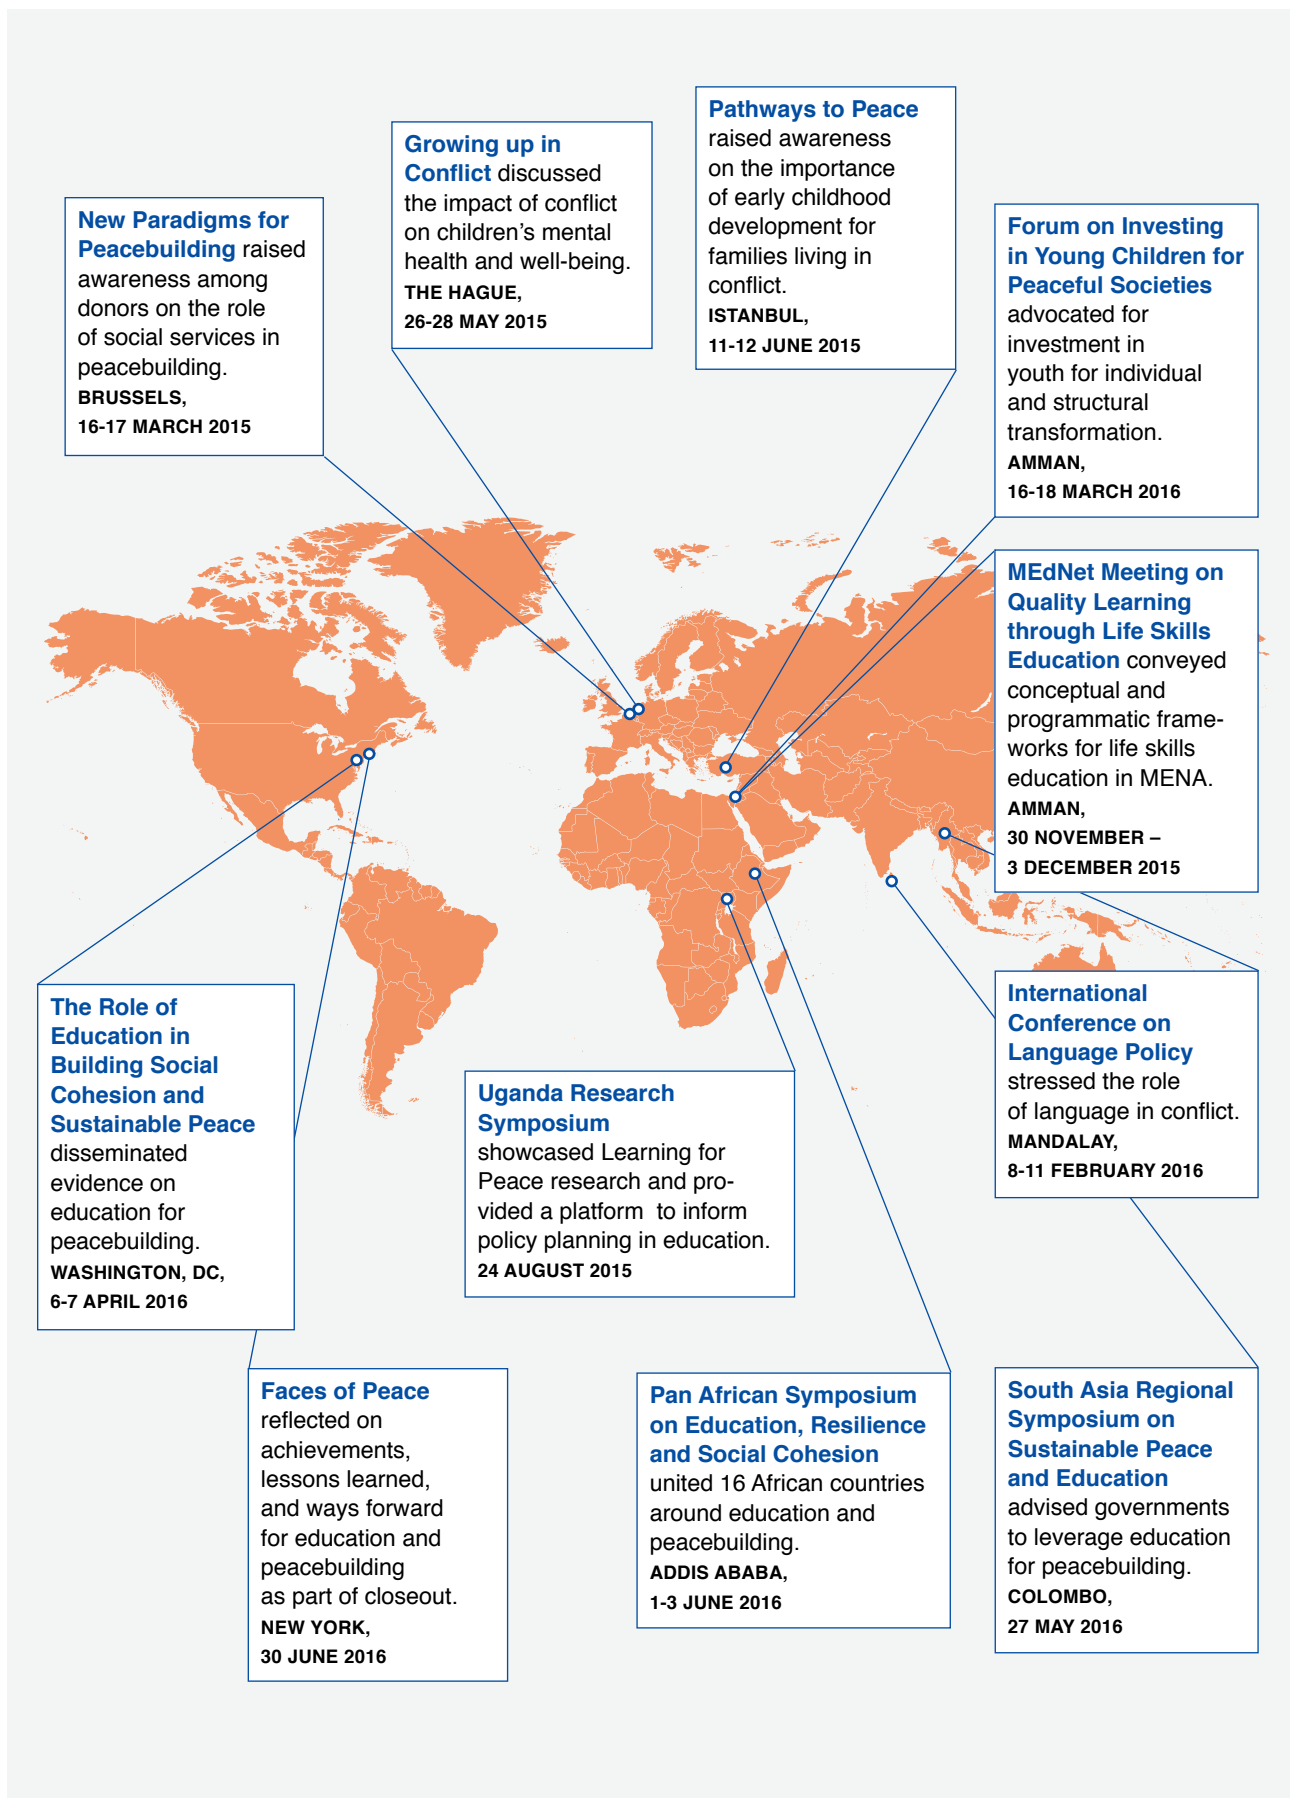 New Paradigms for
Peacebuilding raised
awareness among
donors on the role
of social services in
peacebuilding.
BRUSSELS,
16-17 MARCH 2015
Growing up in
Conflict discussed
the impact of conflict
on children’s mental
health and well-being.
THE HAGUE,
26-28 MAY 2015
Pathways to Peace
raised awareness
on the importance
of early childhood
development for
families living in
conflict.
ISTANBUL,
11-12 JUNE 2015
Forum on Investing
in Young Children for
Peaceful Societies
advocated for
investment in
youth for individual
and structural
transformation.
AMMAN,
16-18 MARCH 2016
MEdNet Meeting on
Quality Learning
through Life Skills
Education conveyed
conceptual and
programmatic frame-
works for life skills
education in MENA.
AMMAN,
30 NOVEMBER –
3 DECEMBER 2015
The Role of
Education in
Building Social
Cohesion and
Sustainable Peace
disseminated
evidence on
education for
peacebuilding.
WASHINGTON, DC,
6-7 APRIL 2016
Uganda Research
Symposium
showcased Learning for
Peace research and pro-
vided a platform  to inform
policy planning in education.
24 AUGUST 2015
International
Conference on
Language Policy
stressed the role
of language in conflict.
MANDALAY,
8-11 FEBRUARY 2016
Faces of Peace
reflected on
achievements,
lessons learned,
and ways forward
for education and
peacebuilding
as part of closeout.
NEW YORK,
30 JUNE 2016
Pan African Symposium
on Education, Resilience
and Social Cohesion
united 16 African countries
around education and
peacebuilding.
ADDIS ABABA,
1-3 JUNE 2016
South Asia Regional
Symposium on
Sustainable Peace
and Education
advised governments
to leverage education
for peacebuilding.
COLOMBO,
27 MAY 2016